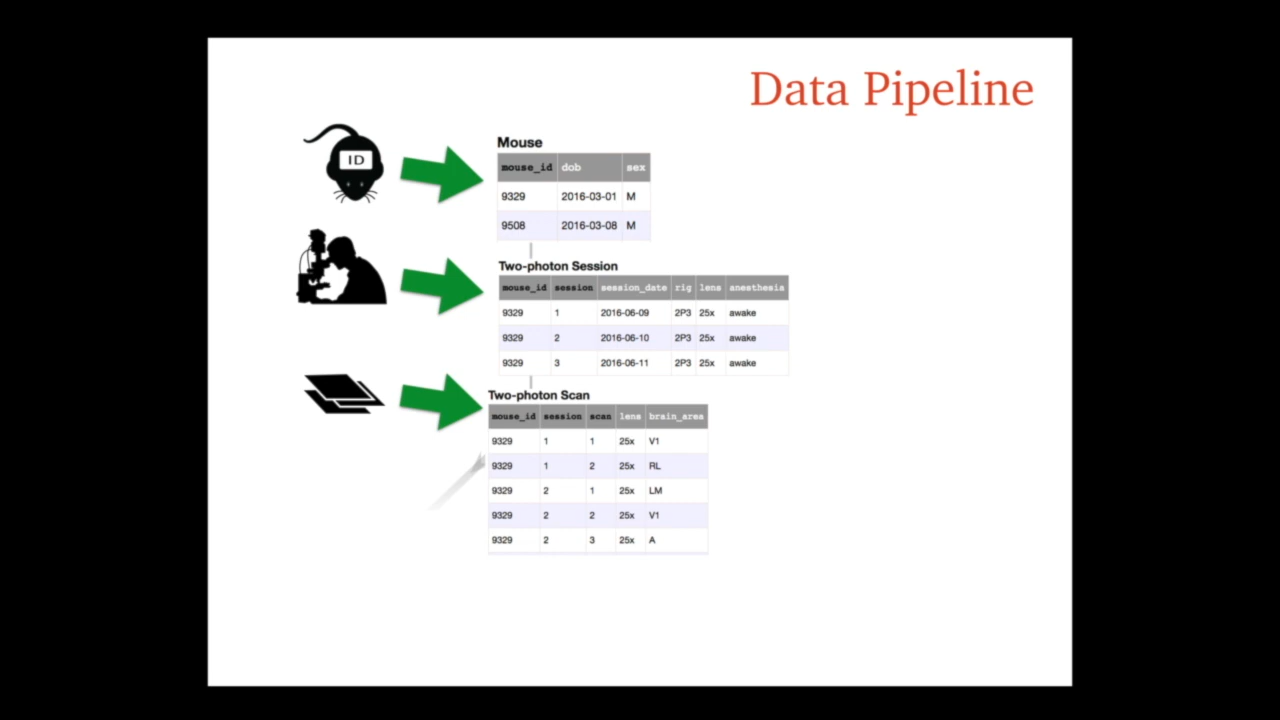 Data Pipeline
ID
Mouse
mouse_id dob sex
9329 2016-03-01 M
9508 2016-03-08 M
Two-photon Session
mouse_id session session_date rig lens anesthesia
9329 1 2016-06-09 2P3 25x awake
9329 2 2016-06-10 2P3 25x awake
9329 3 2016-06-11 2P3 25x awake
Two-photon Scan
mouse_id session scan lens brain_area
9329 1 1 25x V1
9329 1 2 25x RL
9329 2 1 25x LM
9329 2 2 25x V1
9329 2 3 25x A